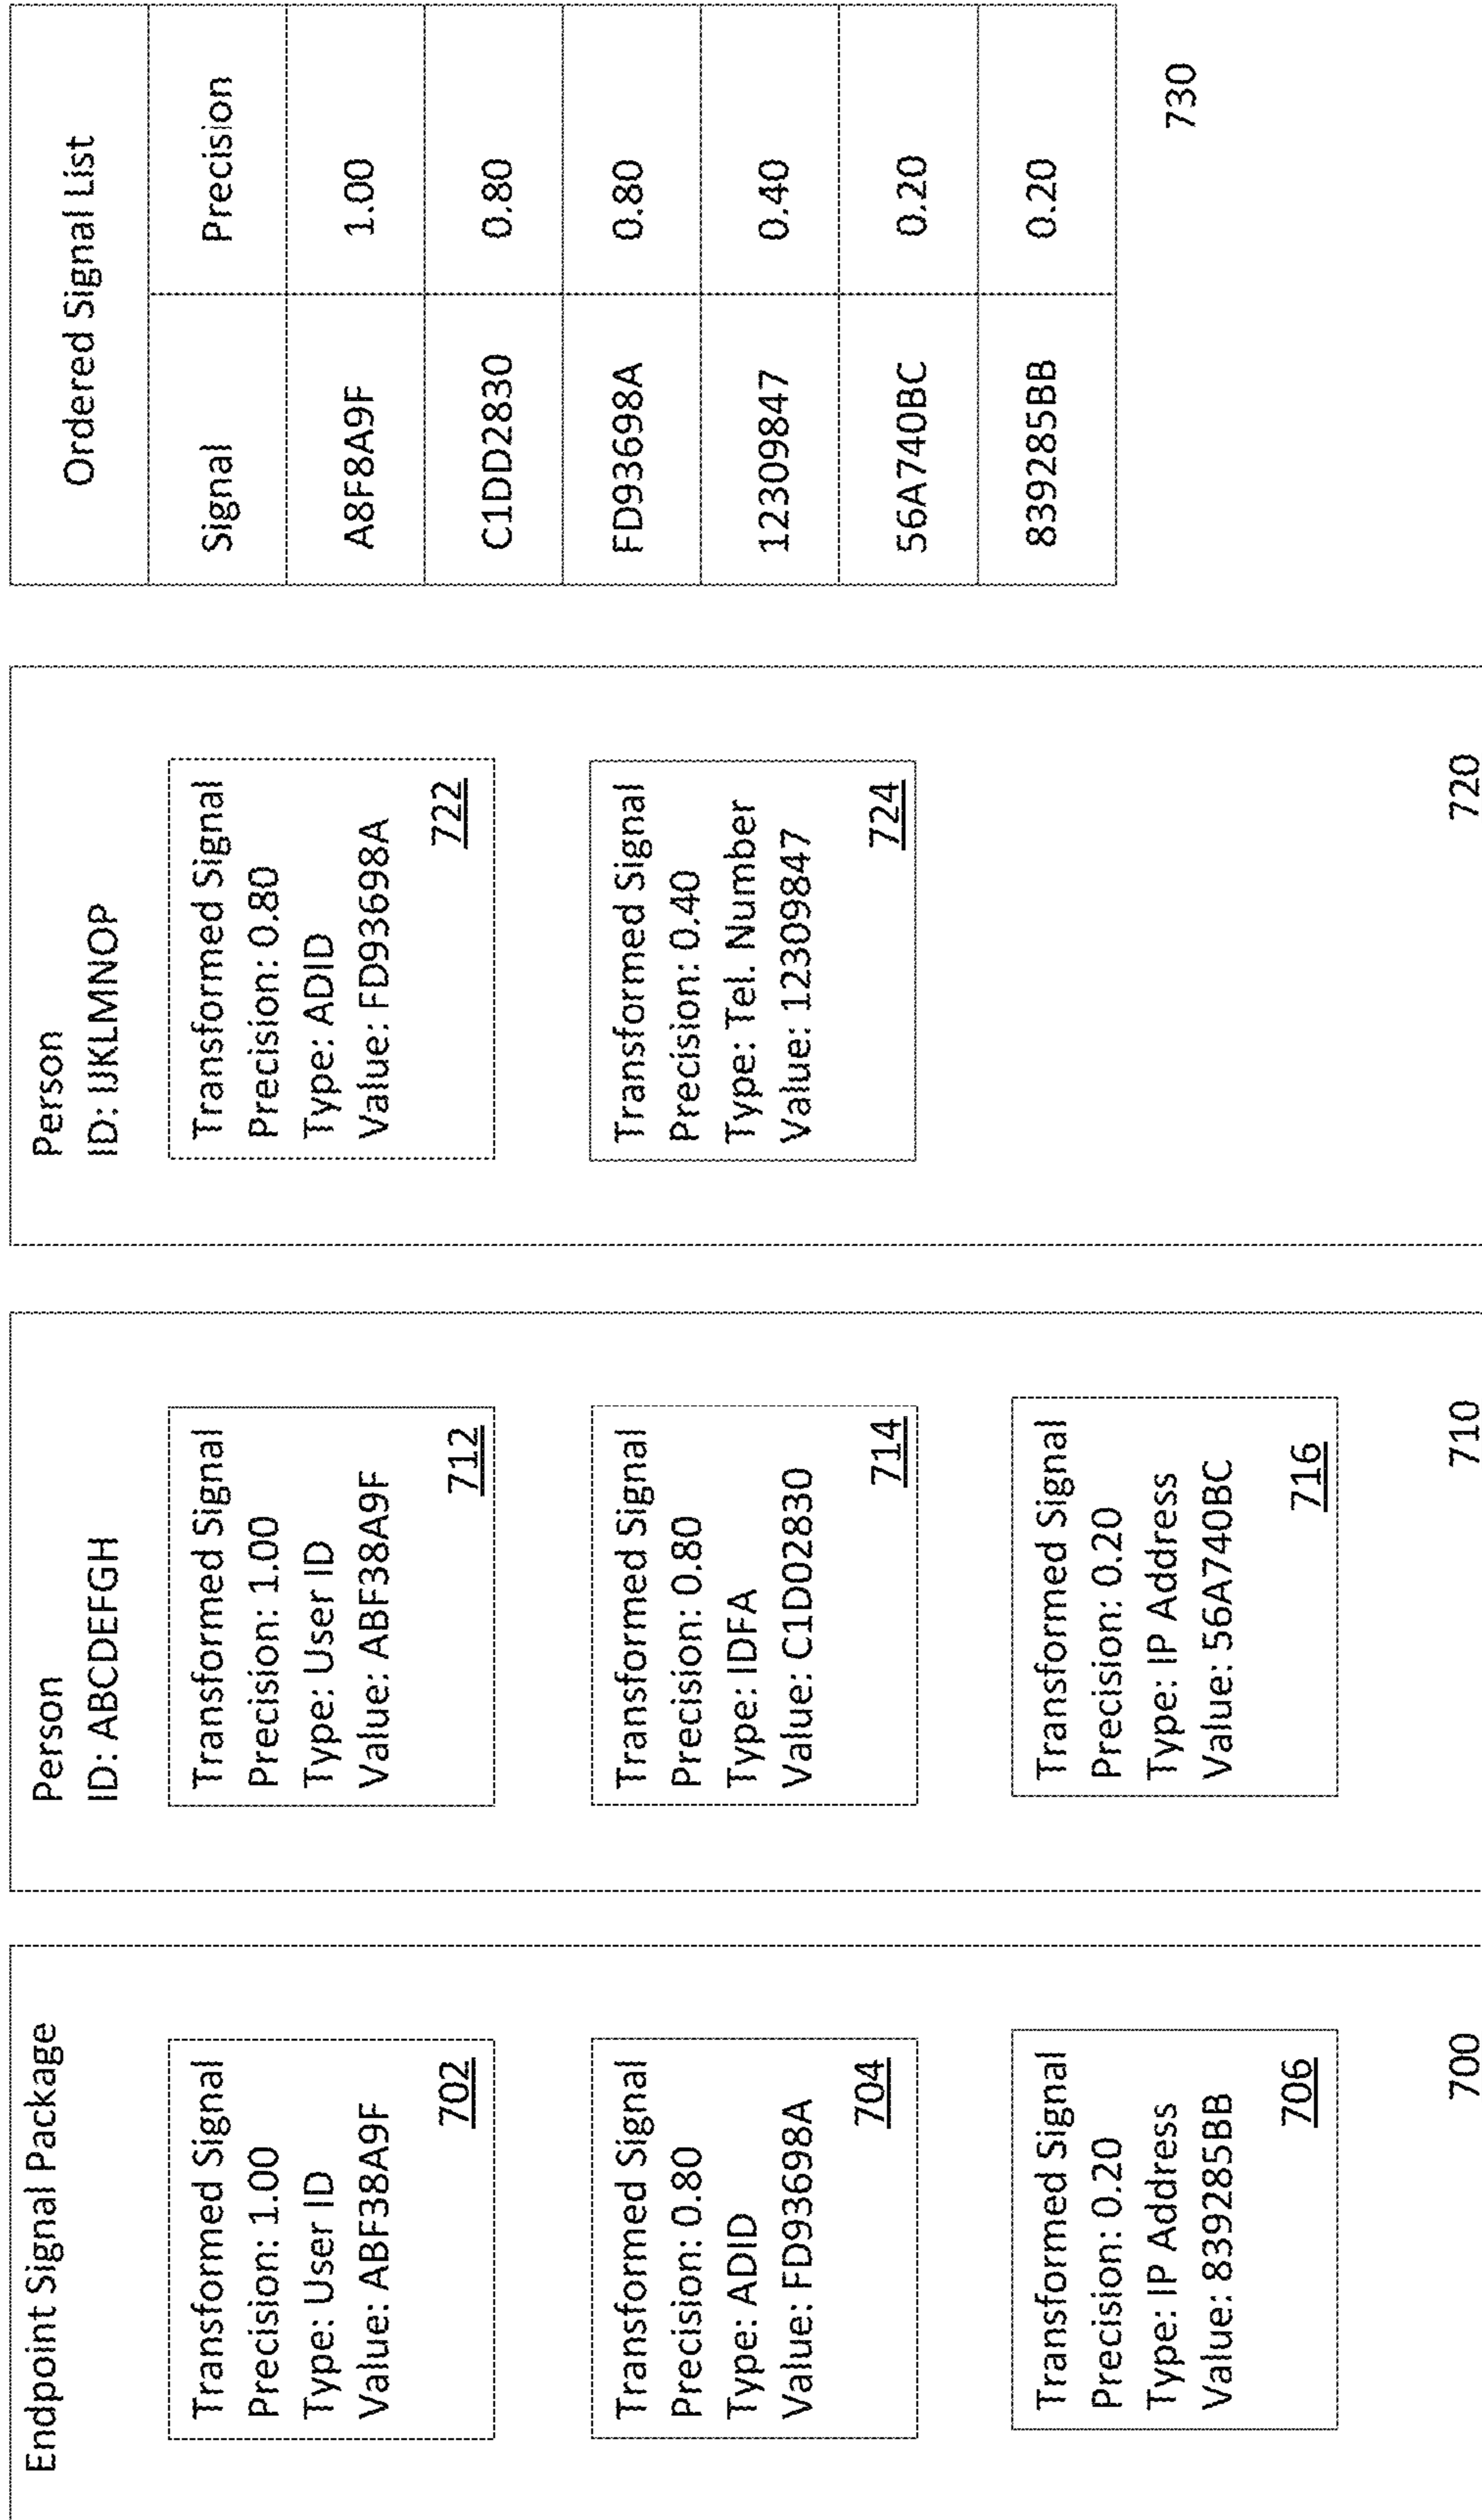 Endpoint Signal Package
Transformed Signal
Precision: 1.00
Type: User ID
Value: ABF38A9F
702
Transformed Signal
Precision: 0.80
Type: ADID
Value: FD93698A
704
Transformed Signal
Precision: 0.20
Type: IP Address
Value: 839285BB
706
700
Person
ID: ABCDEFGH
Transformed Signal
Precision: 1.00
Type: User ID
Value: ABF38A9F
712
Transformed Signal
Precision: 0.80
Type: IDFA
Value: C1D02830
714
Transformed Signal
Precision: 0.20
Type: IP Address
Value: 56A740BC
716
710
Person
ID: IJKLMNOP
Transformed Signal
Precision: 0.80
Type: ADID
Value: FD93698A
722
Transformed Signal
Precision: 0.40
Type: Tel. Number
Value: 12309847
724
720
Ordered Signal List
Signal Precision
A8F8A9F 1.00
C1DD2830 0.80
FD93698A 0.80
12309847 0.40
56A740BC 0.20
839285BB 0.20
730